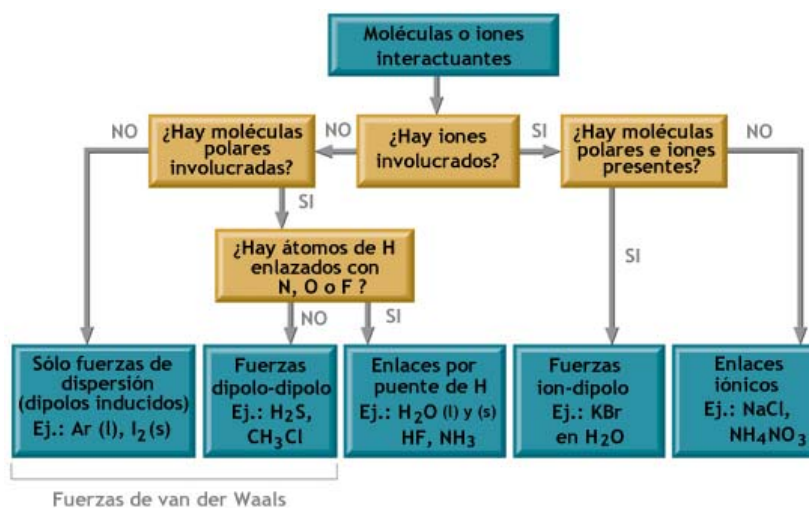 Moléculas o iones
interactuantes
NO
¿Hay moléculas
polares
involucradas?
NO
¿Hay iones
involucrados?
SI
¿Hay moléculas
polares e iones
presentes?
NO
SI
¿Hay átomos de H
enlazados con
N, O o F ?
SI
NO
SI
Sólo fuerzas de
dispersión
(dipolos inducidos)
Ej.: Ar (l), I₂(s)
Fuerzas
dipolo-dipolo
Ej.: H₂S,
CH₃Cl
Enlaces por
puente de H
Ej.: H₂O (l) y (s)
HF, NH₃
Fuerzas
ion-dipolo
Ej.: KBr
en H₂O
Enlaces
iónicos
Ej.: NaCl,
NH₄NO₃
Fuerzas de van der Waals